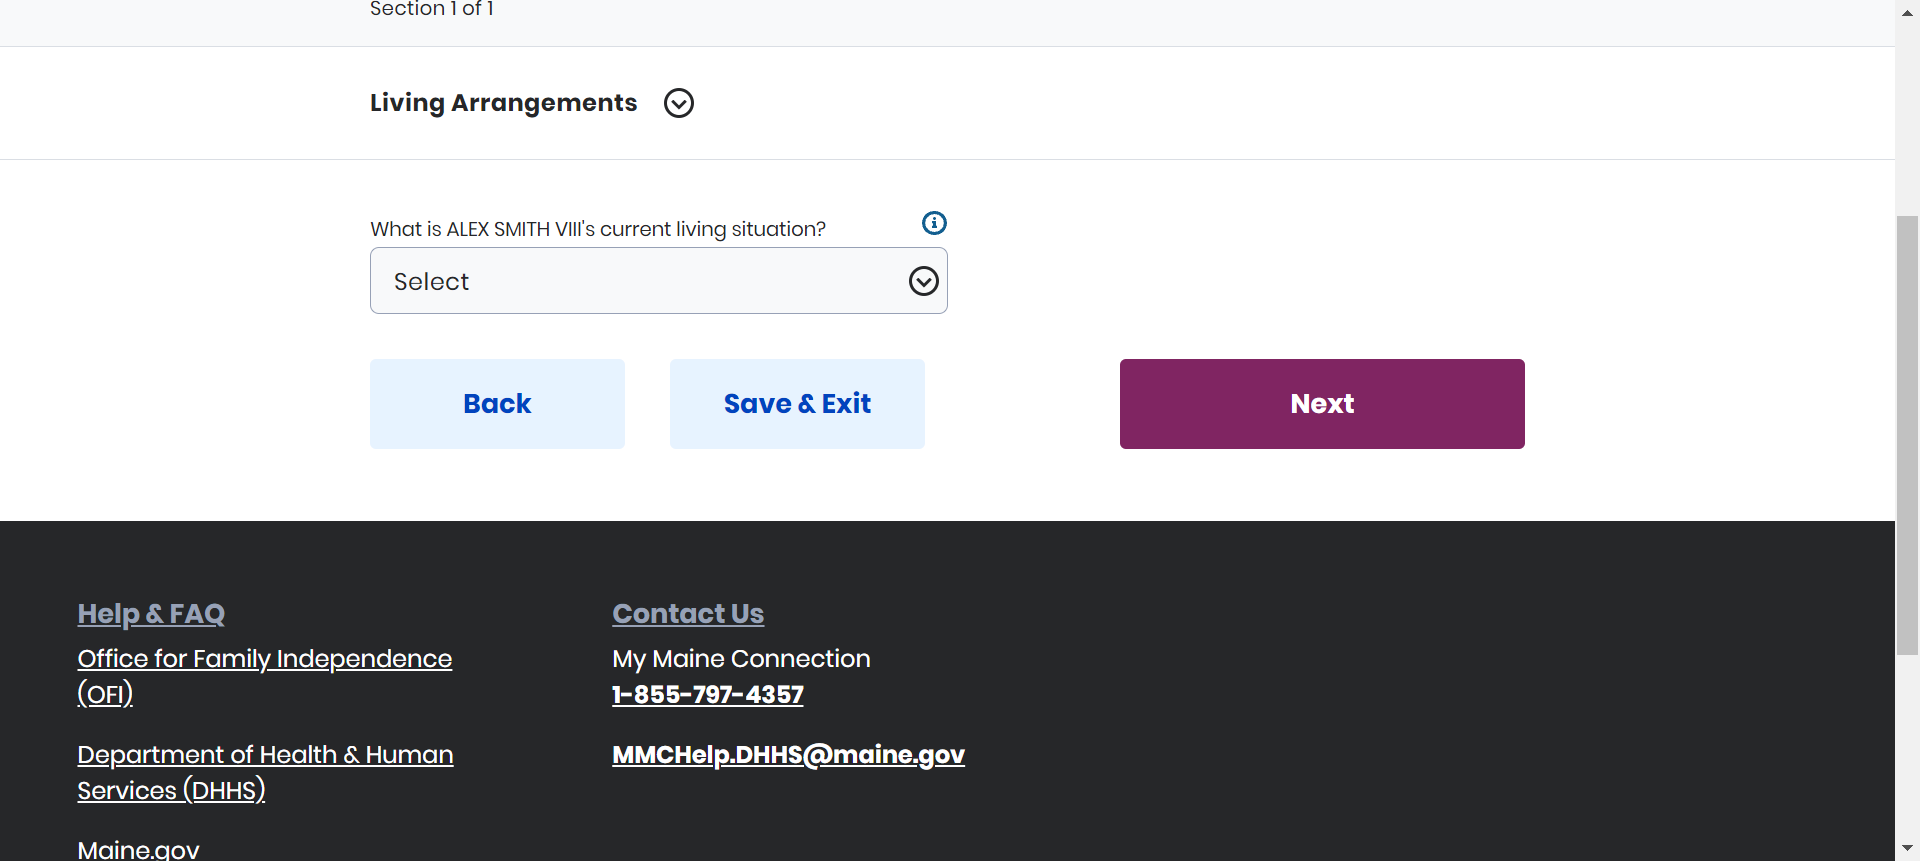 Section 1 of 1
Living Arrangements
What is ALEX SMITH VIII's current living situation?
Select
Back
Save & Exit
Next
Help & FAQ
Office for Family Independence
(OFI)
Department of Health & Human
Services (DHHS)
Maine.gov
Contact Us
My Maine Connection
1-855-797-4357
MMCHelp.DHHS@maine.gov